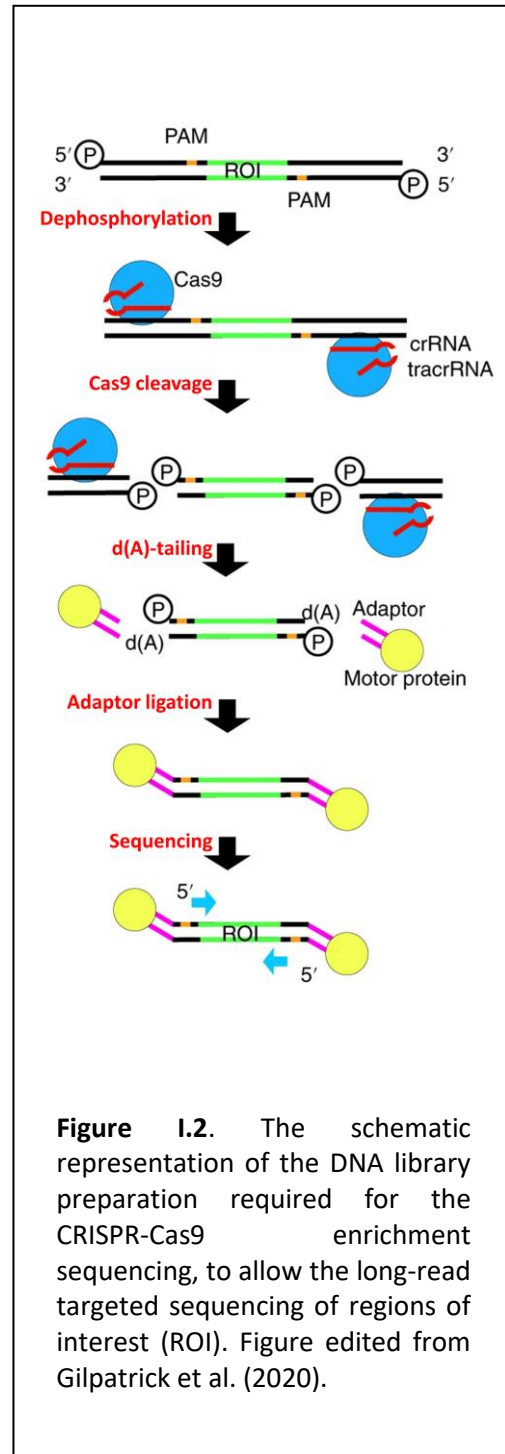 PAM
5′ P 3′
ROI
3′ P 5′
PAM
Dephosphorylation
Cas9
crRNA
tracrRNA
Cas9 cleavage
P P P P
d(A)-tailing
P d(A) Adaptor
d(A) P
Motor protein
Adaptor ligation
Sequencing
5′
ROI
5′
Figure I.2. The schematic
representation of the DNA library
preparation required for the
CRISPR-Cas9 enrichment
sequencing, to allow the long-read
targeted sequencing of regions of
interest (ROI). Figure edited from
Gilpatrick et al. (2020).